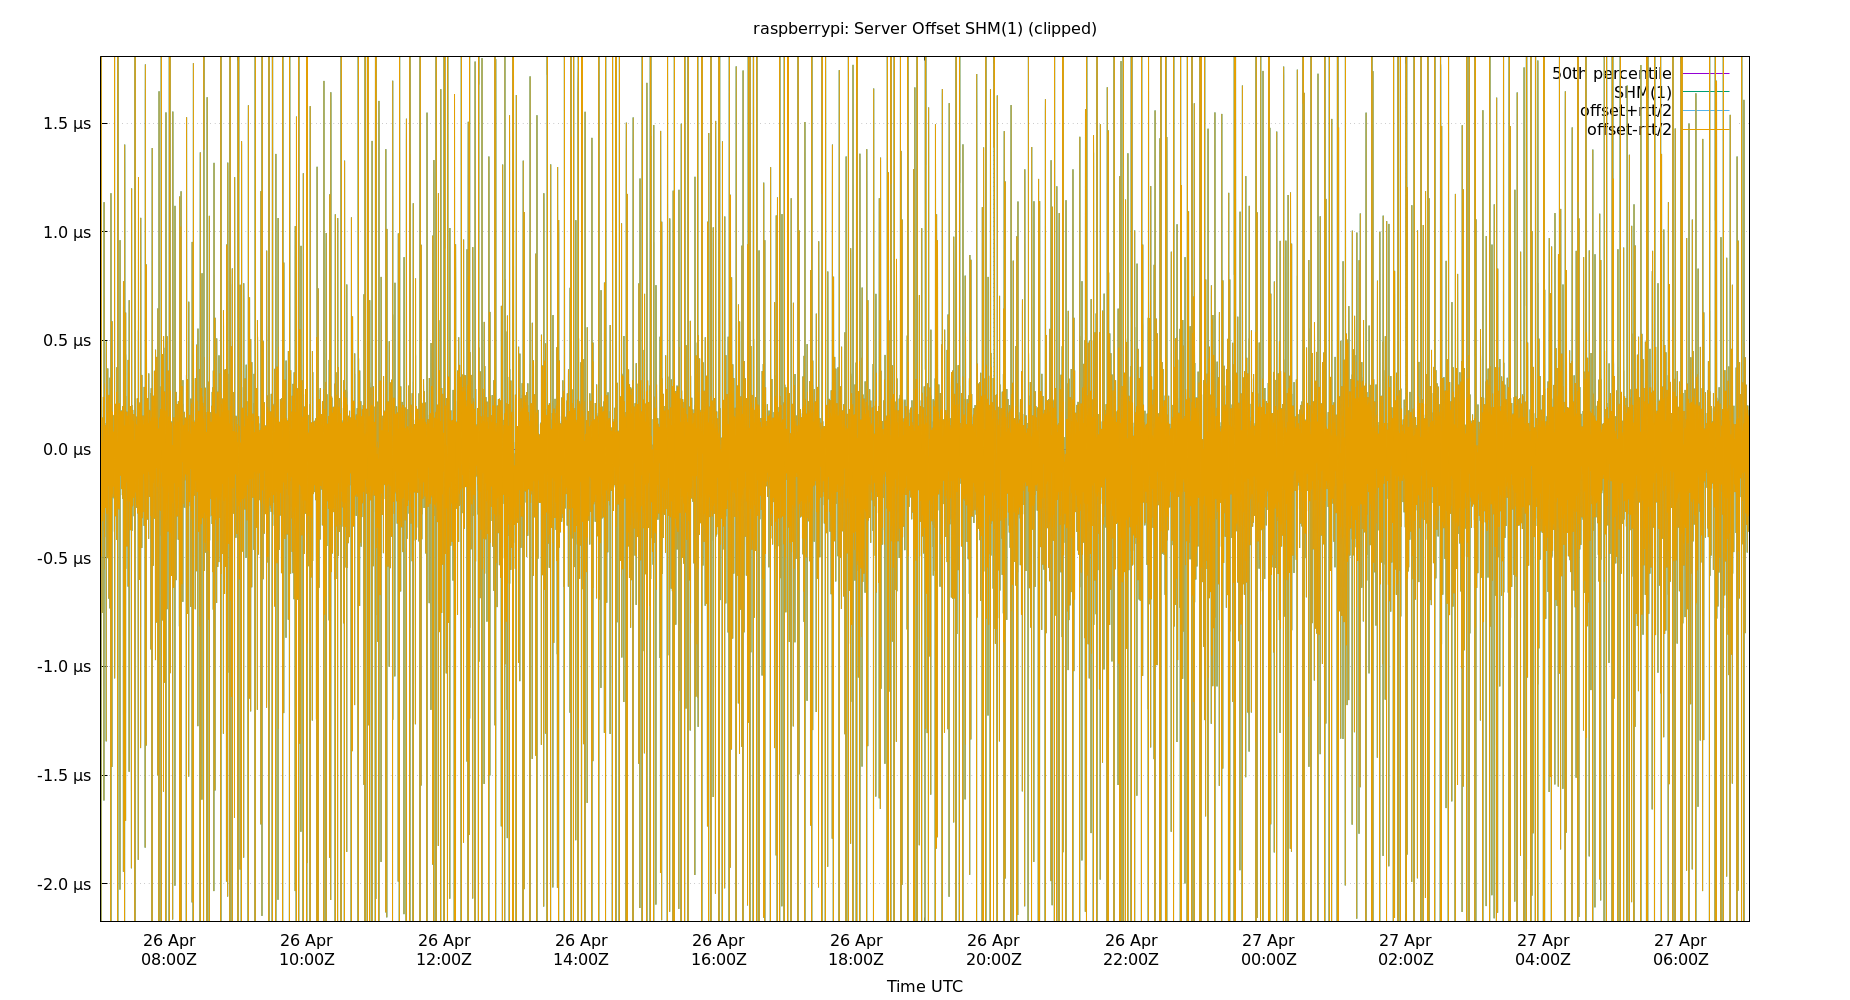 raspberrypi: Server Offset SHM(1) (clipped)
50th percentile
SHM(1)
offset+rtt/2
offset-rtt/2
1.5 µs
1.0 µs
0.5 µs
0.0 µs
-0.5 µs
-1.0 µs
-1.5 µs
-2.0 µs
26 Apr 26 Apr 26 Apr 26 Apr 26 Apr 26 Apr 26 Apr 26 Apr 27 Apr 27 Apr 27 Apr 27 Apr
08:00Z 10:00Z 12:00Z 14:00Z 16:00Z 18:00Z 20:00Z 22:00Z 00:00Z 02:00Z 04:00Z 06:00Z
Time UTC